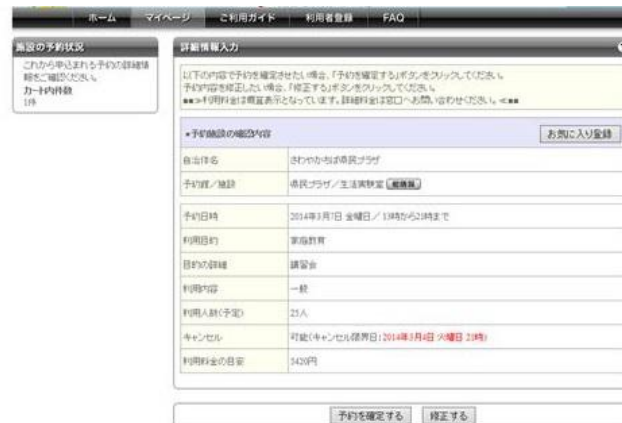 ホーム マイページ ご利用ガイド 利用者登録 FAQ
施設の予約状況
これから申込まれる予約の詳細情
報をご確認ください。
カート内件数
1件
詳細情報入力
以下の内容で予約を確定させたい場合、「予約を確定する」ボタンをクリックしてください。
予約内容を修正したい場合、「修正する」ボタンをクリックしてください。
■■≫利用料金は概算表示となっています。詳細料金は窓口へお問い合わせください。≪■■
予約施設の確認内容 お気に入り登録
自治体名 さわやかちば県民プラザ
予約館/施設 県民プラザ/生活実験室
予約日時 2014年3月7日 金曜日/13時から21時まで
利用目的 家庭教育
目的の詳細 講習会
利用内容 一般
利用人数(予定) 25人
キャンセル 可能(キャンセル限界日:2014年3月4日 火曜日 21時)
利用料金の目安 3420円
予約を確定する 修正する